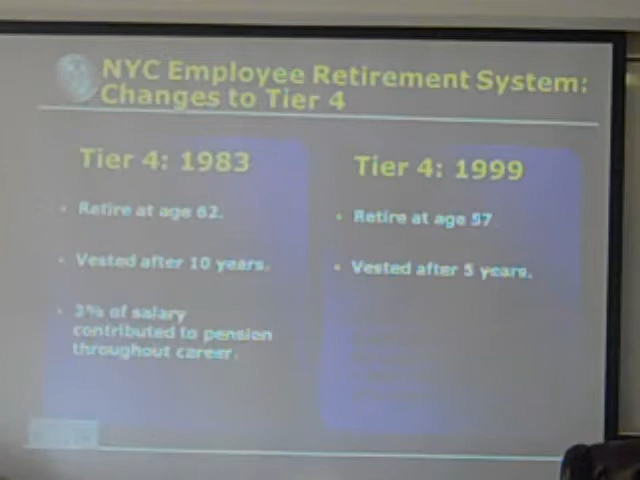 NYC Employee Retirement System:
Changes to Tier 4
Tier 4: 1983
• Retire at age 62.
• Vested after 10 years.
• 3% of salary
contributed to pension
throughout career.
Tier 4: 1999
• Retire at age 57
• Vested after 5 years.